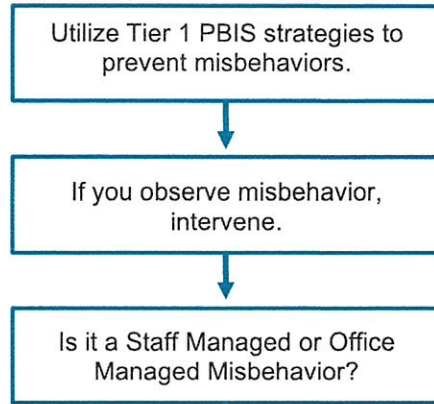 Utilize Tier 1 PBIS strategies to
prevent misbehaviors.
If you observe misbehavior,
intervene.
Is it a Staff Managed or Office
Managed Misbehavior?